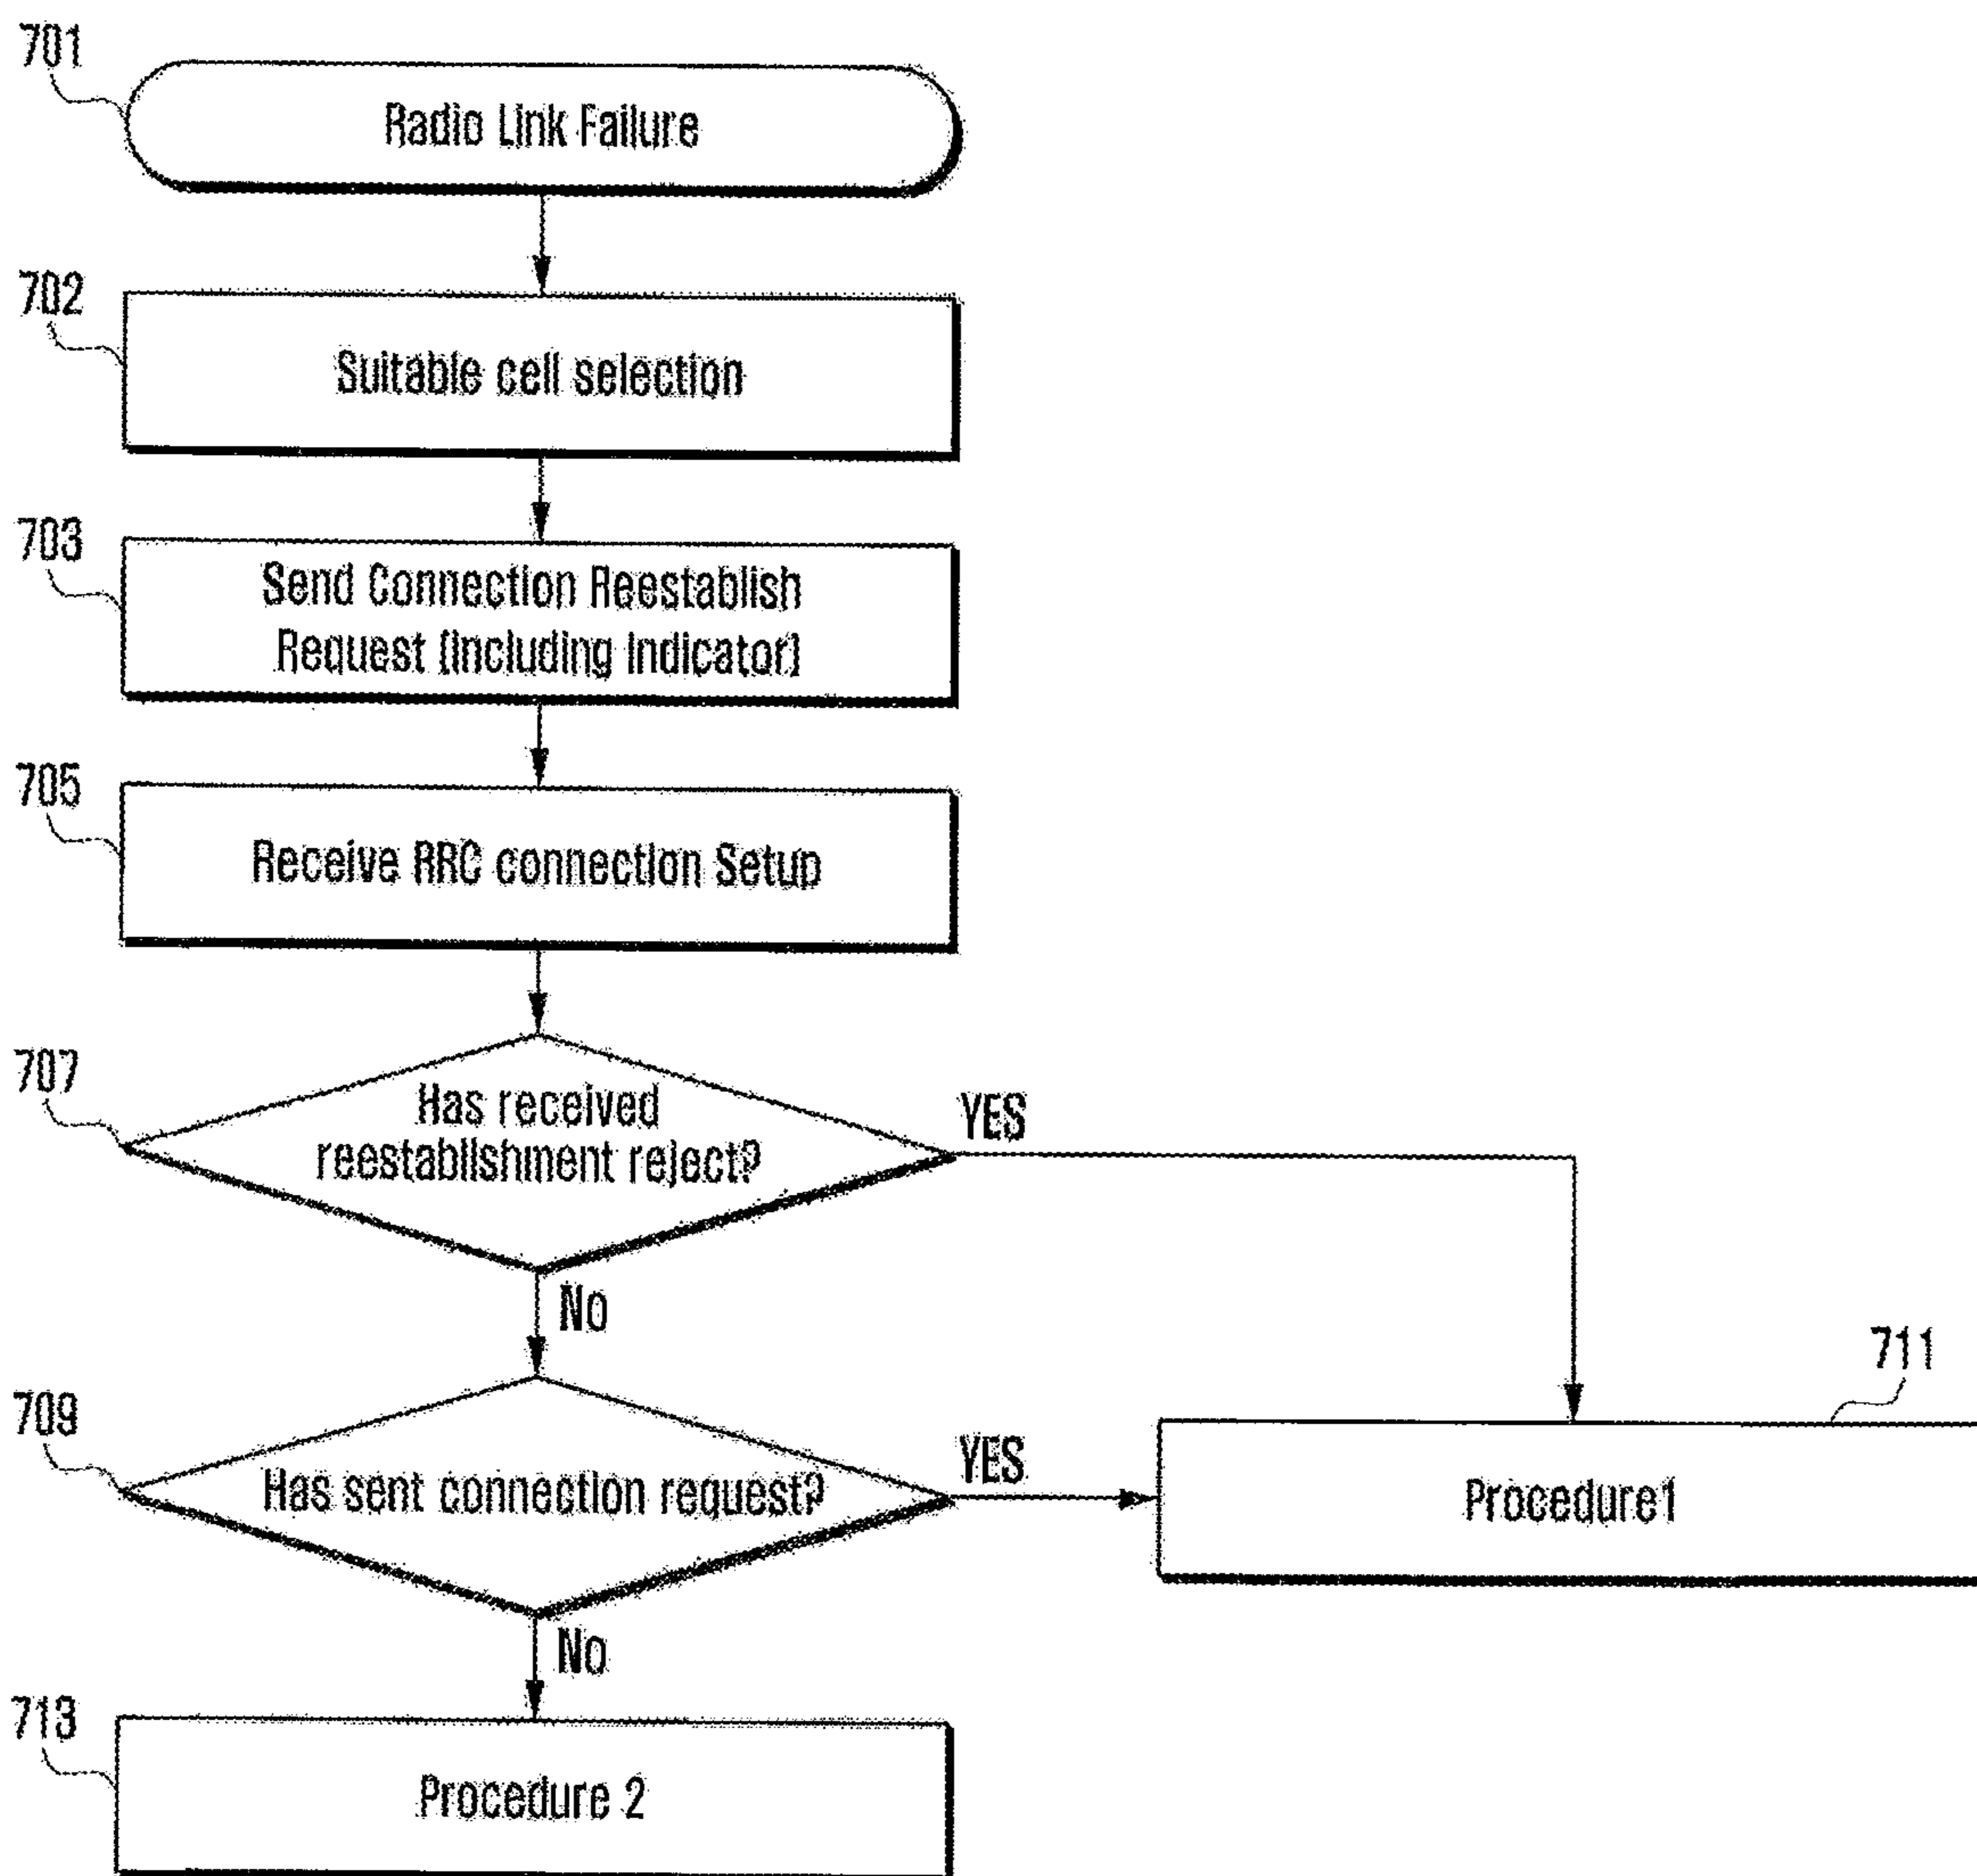 701
Radio Link Failure
702
Suitable cell selection
703
Send Connection Reestablish
Request (including indicator)
705
Receive RRC connection Setup
707
Has received
reestablishment reject?
YES
No
711
709
Has sent connection request?
YES
Procedure1
No
713
Procedure 2